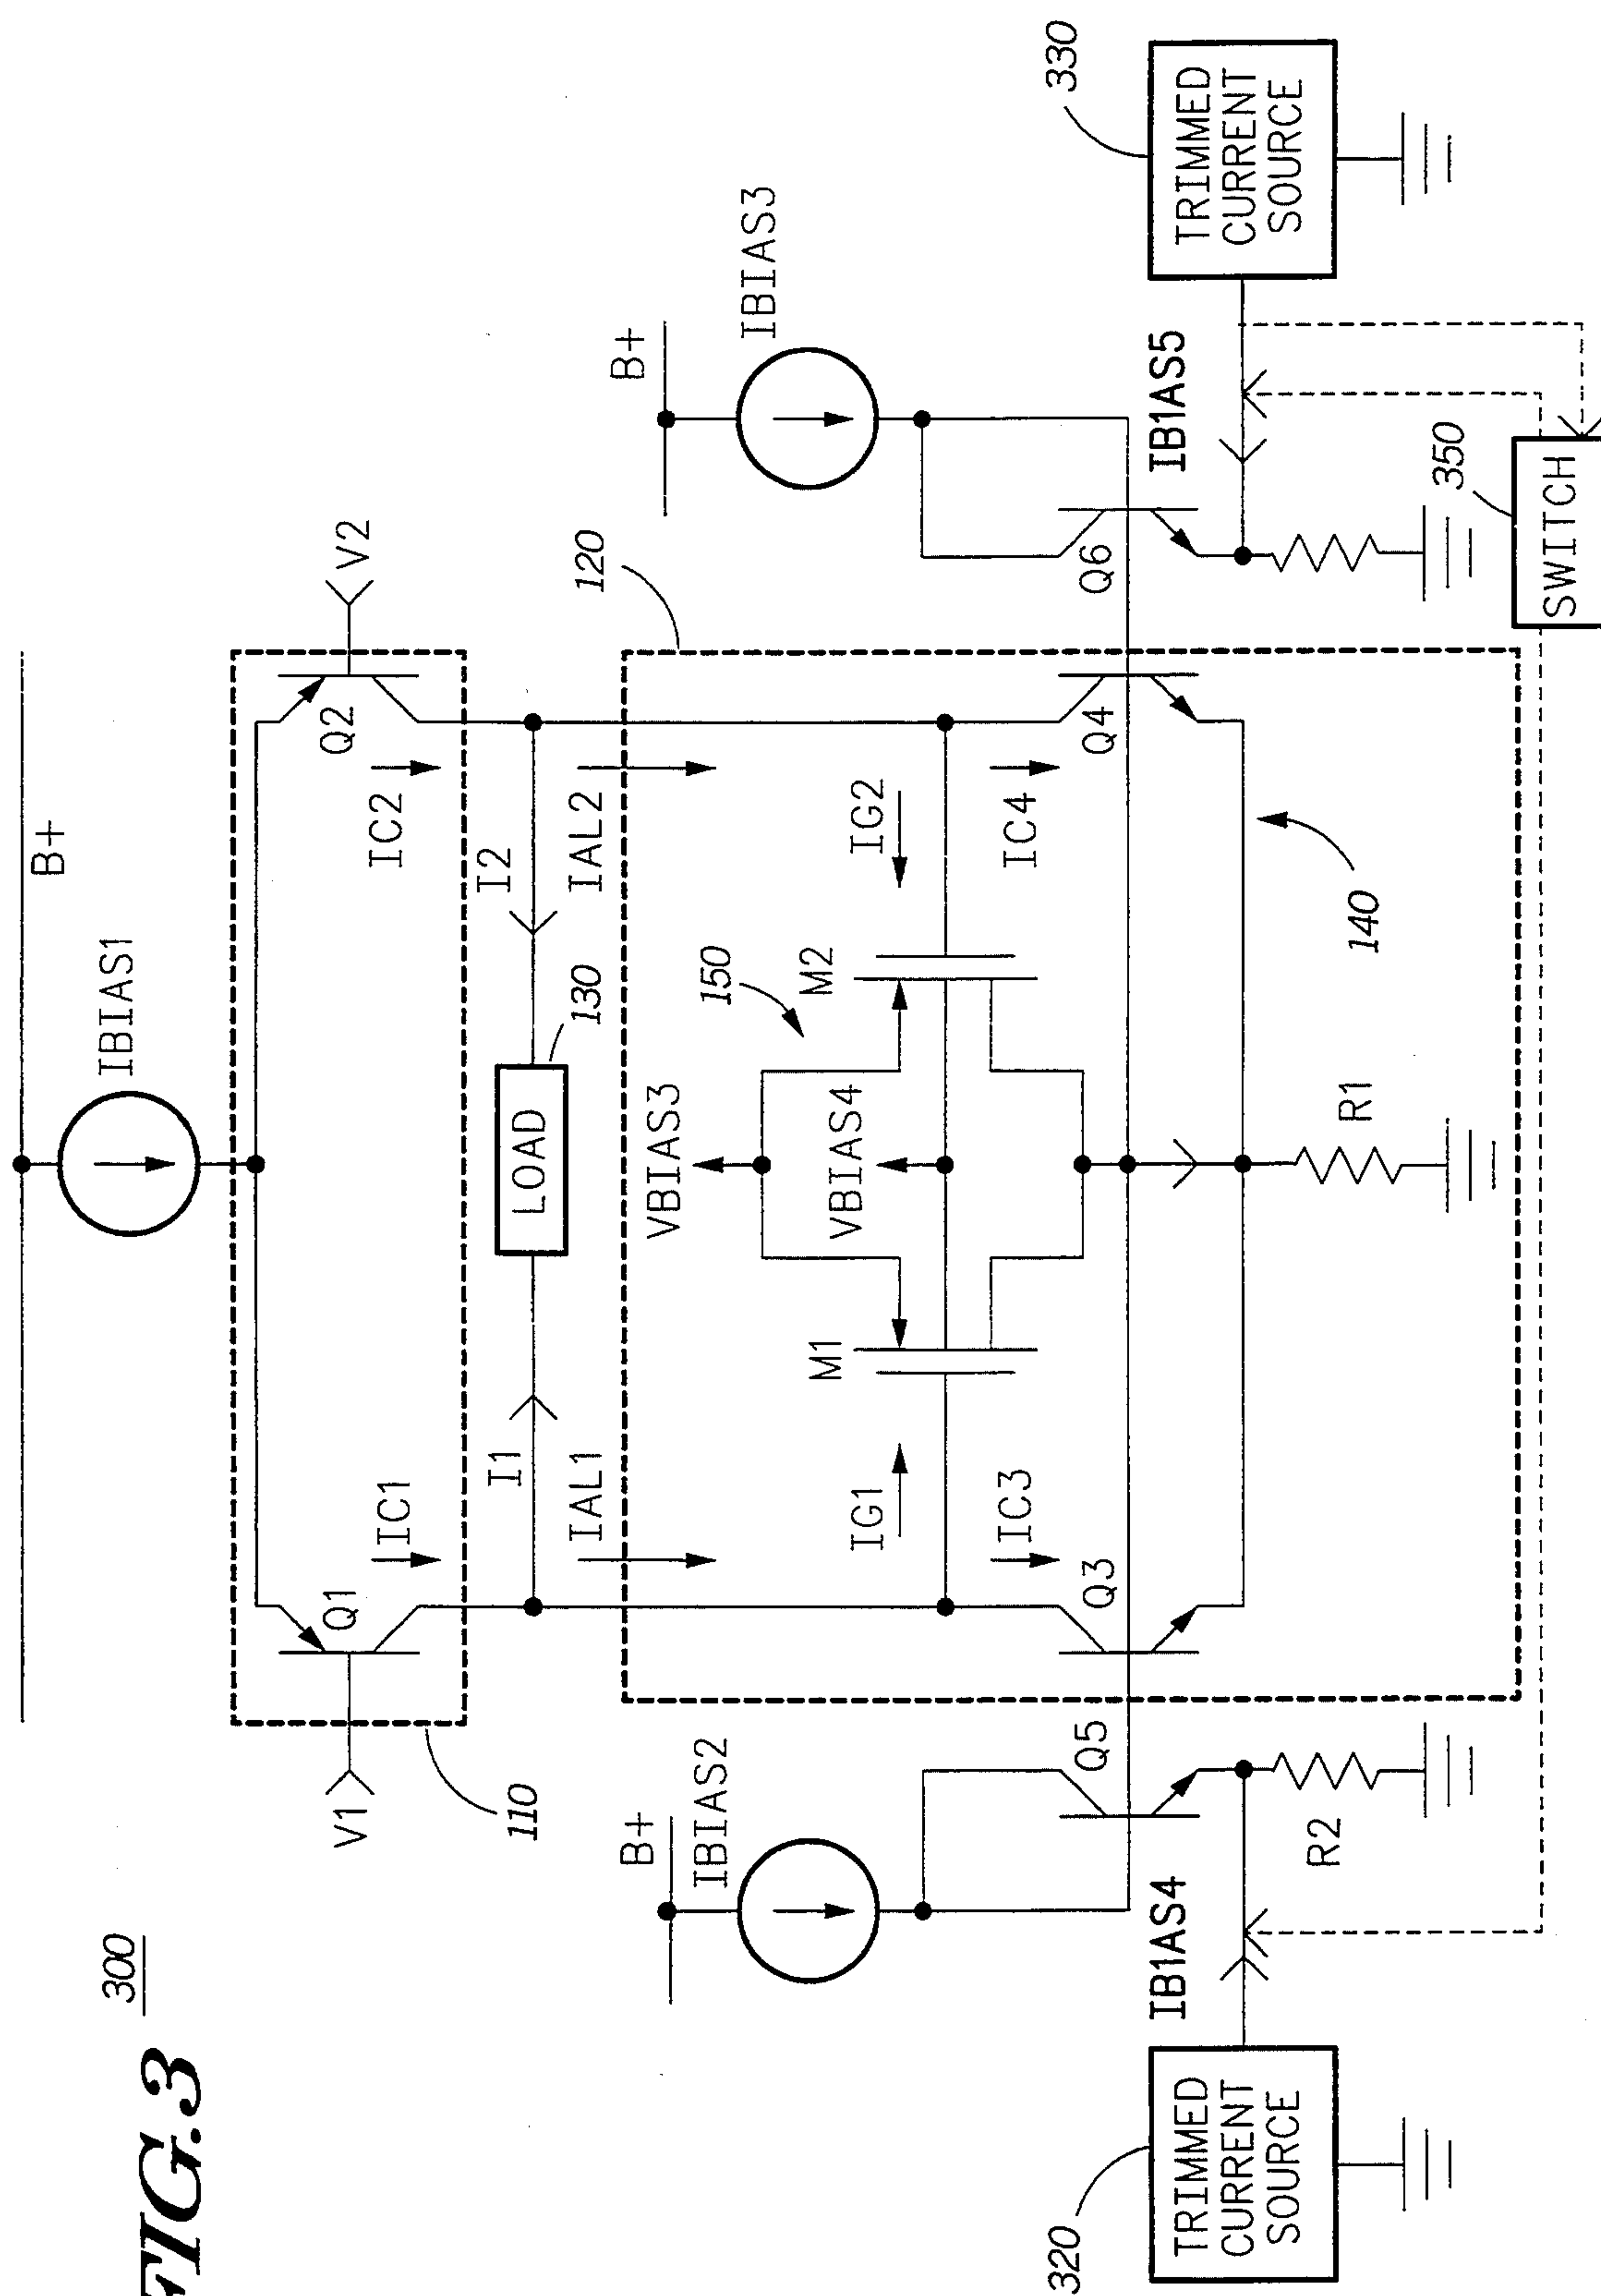 FIG.3
300
B+
IBIAS1
V1
Q1
IC1
Q2
IC2
V2
110
I1
LOAD
130
I2
IAL1
IAL2
120
B+
IBIAS2
B+
IBIAS3
VBIAS3
150
M1
VBIAS4
M2
IG1
IG2
IC3
IC4
Q5
Q3
Q4
Q6
320
TRIMMED
CURRENT
SOURCE
IB1AS4
R2
R1
140
IB1AS5
330
TRIMMED
CURRENT
SOURCE
350
SWITCH